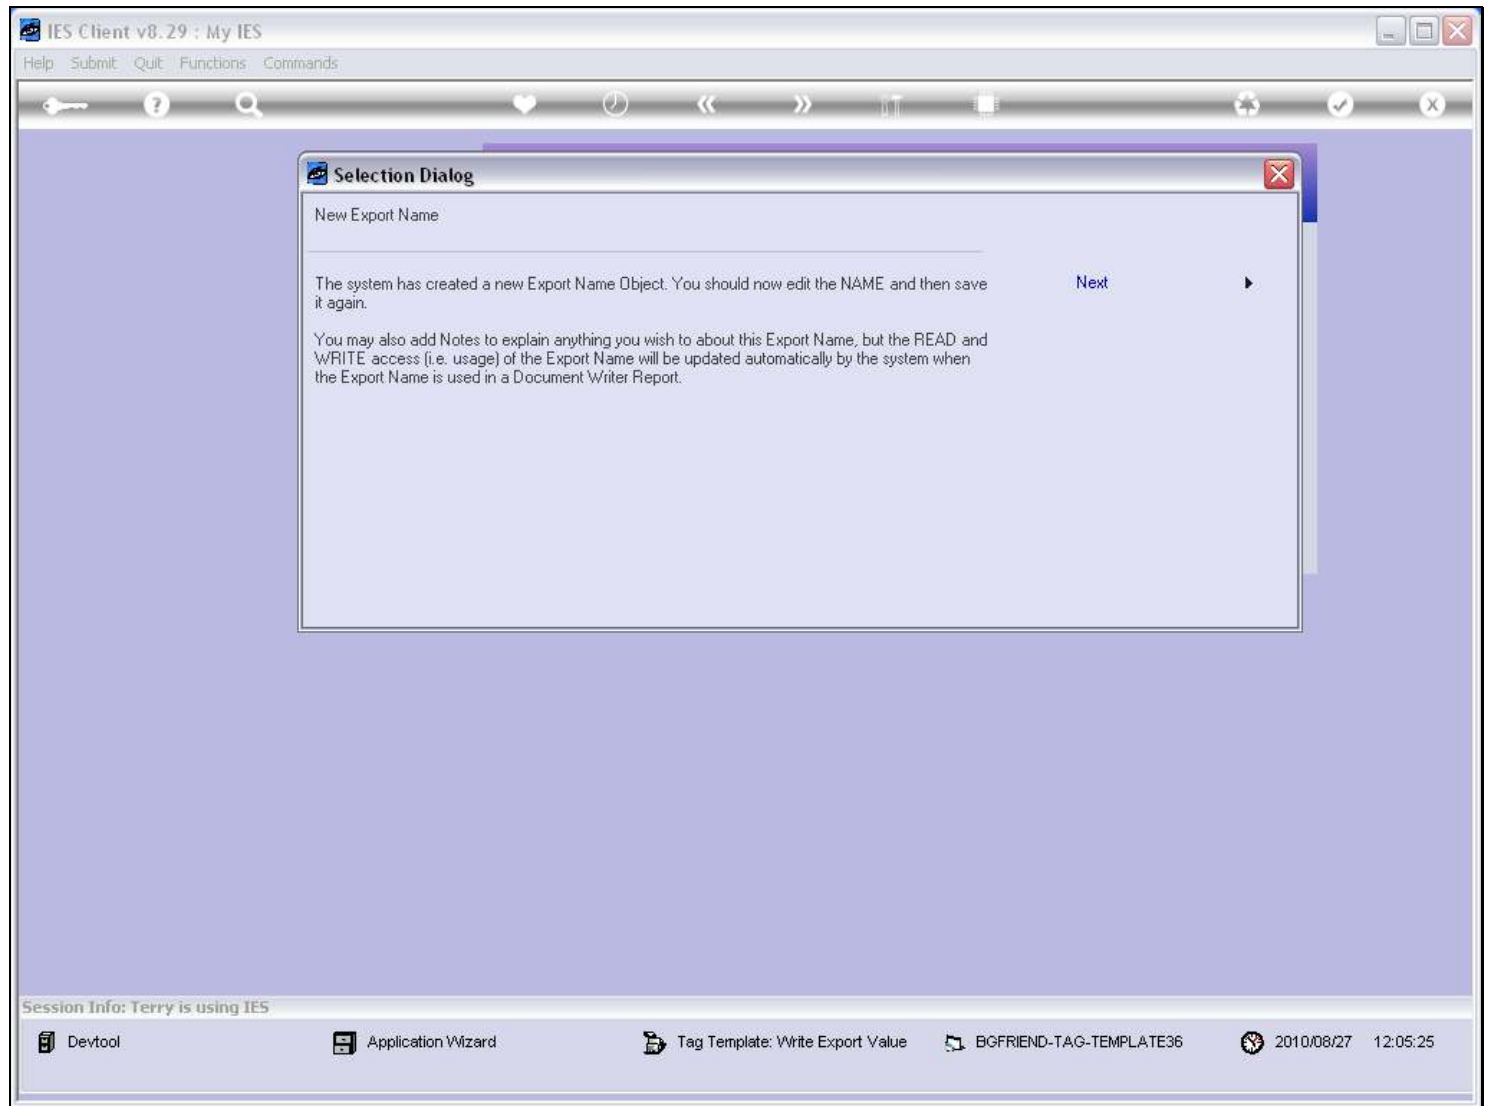 IES Client v8.29 : My IES
Help Submit Quit Functions Commands
Selection Dialog
New Export Name
The system has created a new Export Name Object. You should now edit the NAME and then save
it again.
Next
You may also add Notes to explain anything you wish to about this Export Name, but the READ and
WRITE access (i.e. usage) of the Export Name will be updated automatically by the system when
the Export Name is used in a Document Writer Report.
Session Info: Terry is using IES
Devtool Application Wizard Tag Template: Write Export Value BGFRIEND-TAG-TEMPLATE36 2010/08/27 12:05:25